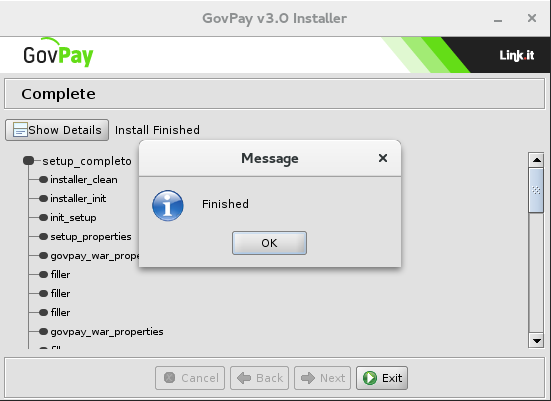 GovPay v3.0 Installer
GovPay
Link.it
Complete
Show Details
Install Finished
setup_completo
installer_clean
installer_init
init_setup
setup_properties
govpay_war_prope
filler
filler
filler
govpay_war_properties
Message
Finished
OK
Cancel
Back
Next
Exit